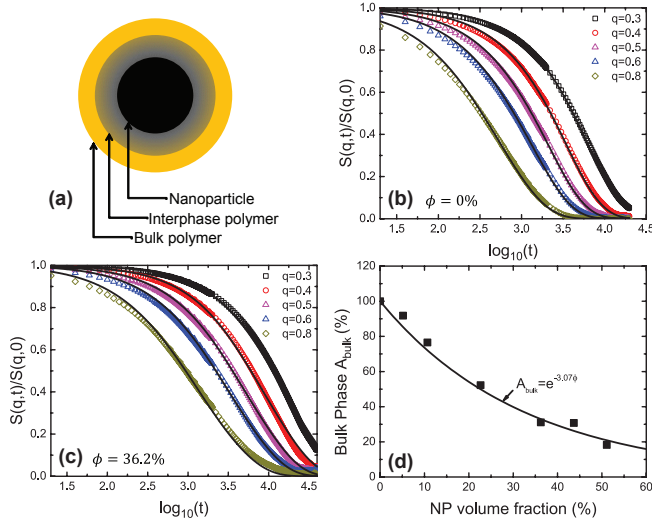 (a)
Nanoparticle
Interphase polymer
Bulk polymer
S(q,t)/S(q,0)
1.0
0.8
0.6
0.4
0.2
0.0
q=0.3
q=0.4
q=0.5
q=0.6
q=0.8
(b)
ϕ = 0%
1.5 2.0 2.5 3.0 3.5 4.0 4.5
log₁₀(t)
S(q,t)/S(q,0)
1.0
0.8
0.6
0.4
0.2
0.0
q=0.3
q=0.4
q=0.5
q=0.6
q=0.8
(c)
ϕ = 36.2%
1.5 2.0 2.5 3.0 3.5 4.0 4.5
log₁₀(t)
Bulk Phase A_bulk (%)
120
100
80
60
40
20
0
A_bulk=e^-3.07ϕ
(d)
0 10 20 30 40 50 60
NP volume fraction (%)